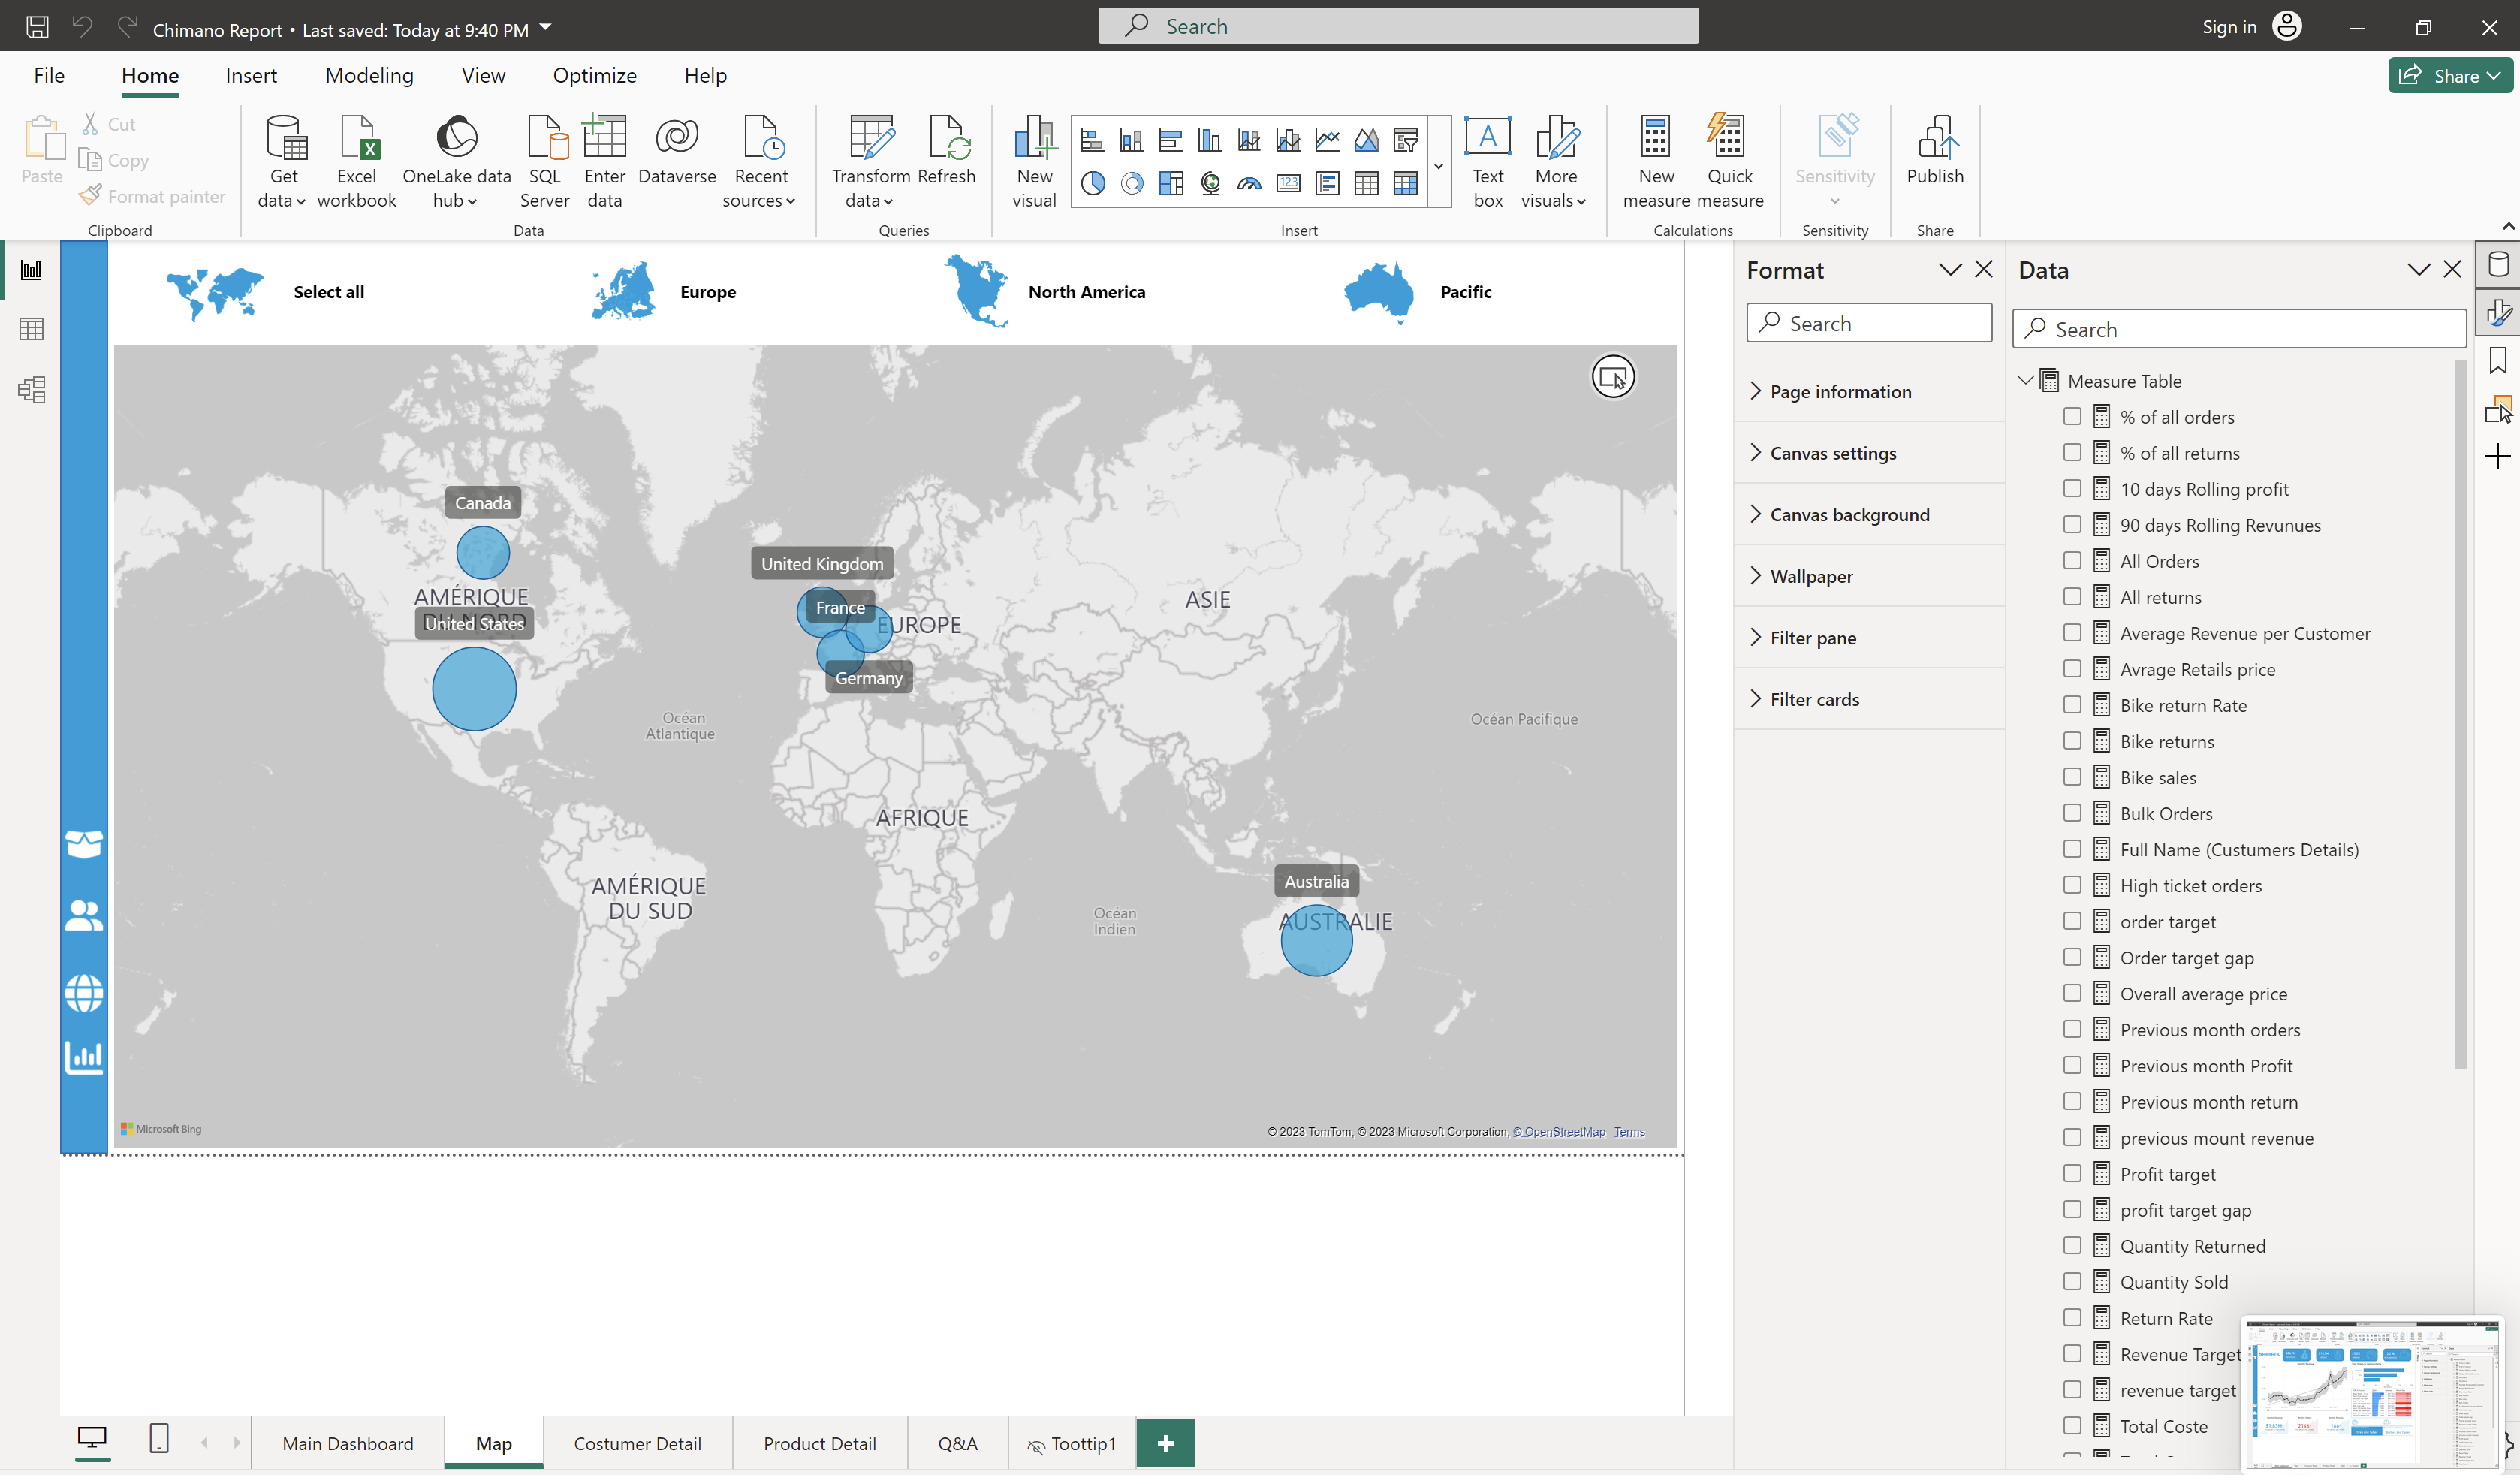 Chimano Report • Last saved: Today at 9:40 PM
Search
Sign in
File
Home
Insert
Modeling
View
Optimize
Help
Share
Paste
Cut
Copy
Format painter
Clipboard
Get
data
Excel
workbook
OneLake data
hub
SQL
Server
Enter
data
Dataverse
Recent
sources
Data
Transform
data
Refresh
Queries
New
visual
123
Insert
A
Text
box
More
visuals
New
measure
Quick
measure
Calculations
Sensitivity
Sensitivity
Publish
Share
Select all
Europe
North America
Pacific
Canada
AMÉRIQUE
DU NORD
United States
United Kingdom
France
EUROPE
Germany
ASIE
Océan
Atlantique
Océan Pacifique
AFRIQUE
AMÉRIQUE
DU SUD
Océan
Indien
Australia
AUSTRALIE
Microsoft Bing
© 2023 TomTom, © 2023 Microsoft Corporation, © OpenStreetMap Terms
Format
Search
Page information
Canvas settings
Canvas background
Wallpaper
Filter pane
Filter cards
Data
Search
Measure Table
% of all orders
% of all returns
10 days Rolling profit
90 days Rolling Revunues
All Orders
All returns
Average Revenue per Customer
Avrage Retails price
Bike return Rate
Bike returns
Bike sales
Bulk Orders
Full Name (Custumers Details)
High ticket orders
order target
Order target gap
Overall average price
Previous month orders
Previous month Profit
Previous month return
previous mount revenue
Profit target
profit target gap
Quantity Returned
Quantity Sold
Return Rate
Revenue Target
revenue target
Total Coste
Main Dashboard
Map
Costumer Detail
Product Detail
Q&A
Toottip1